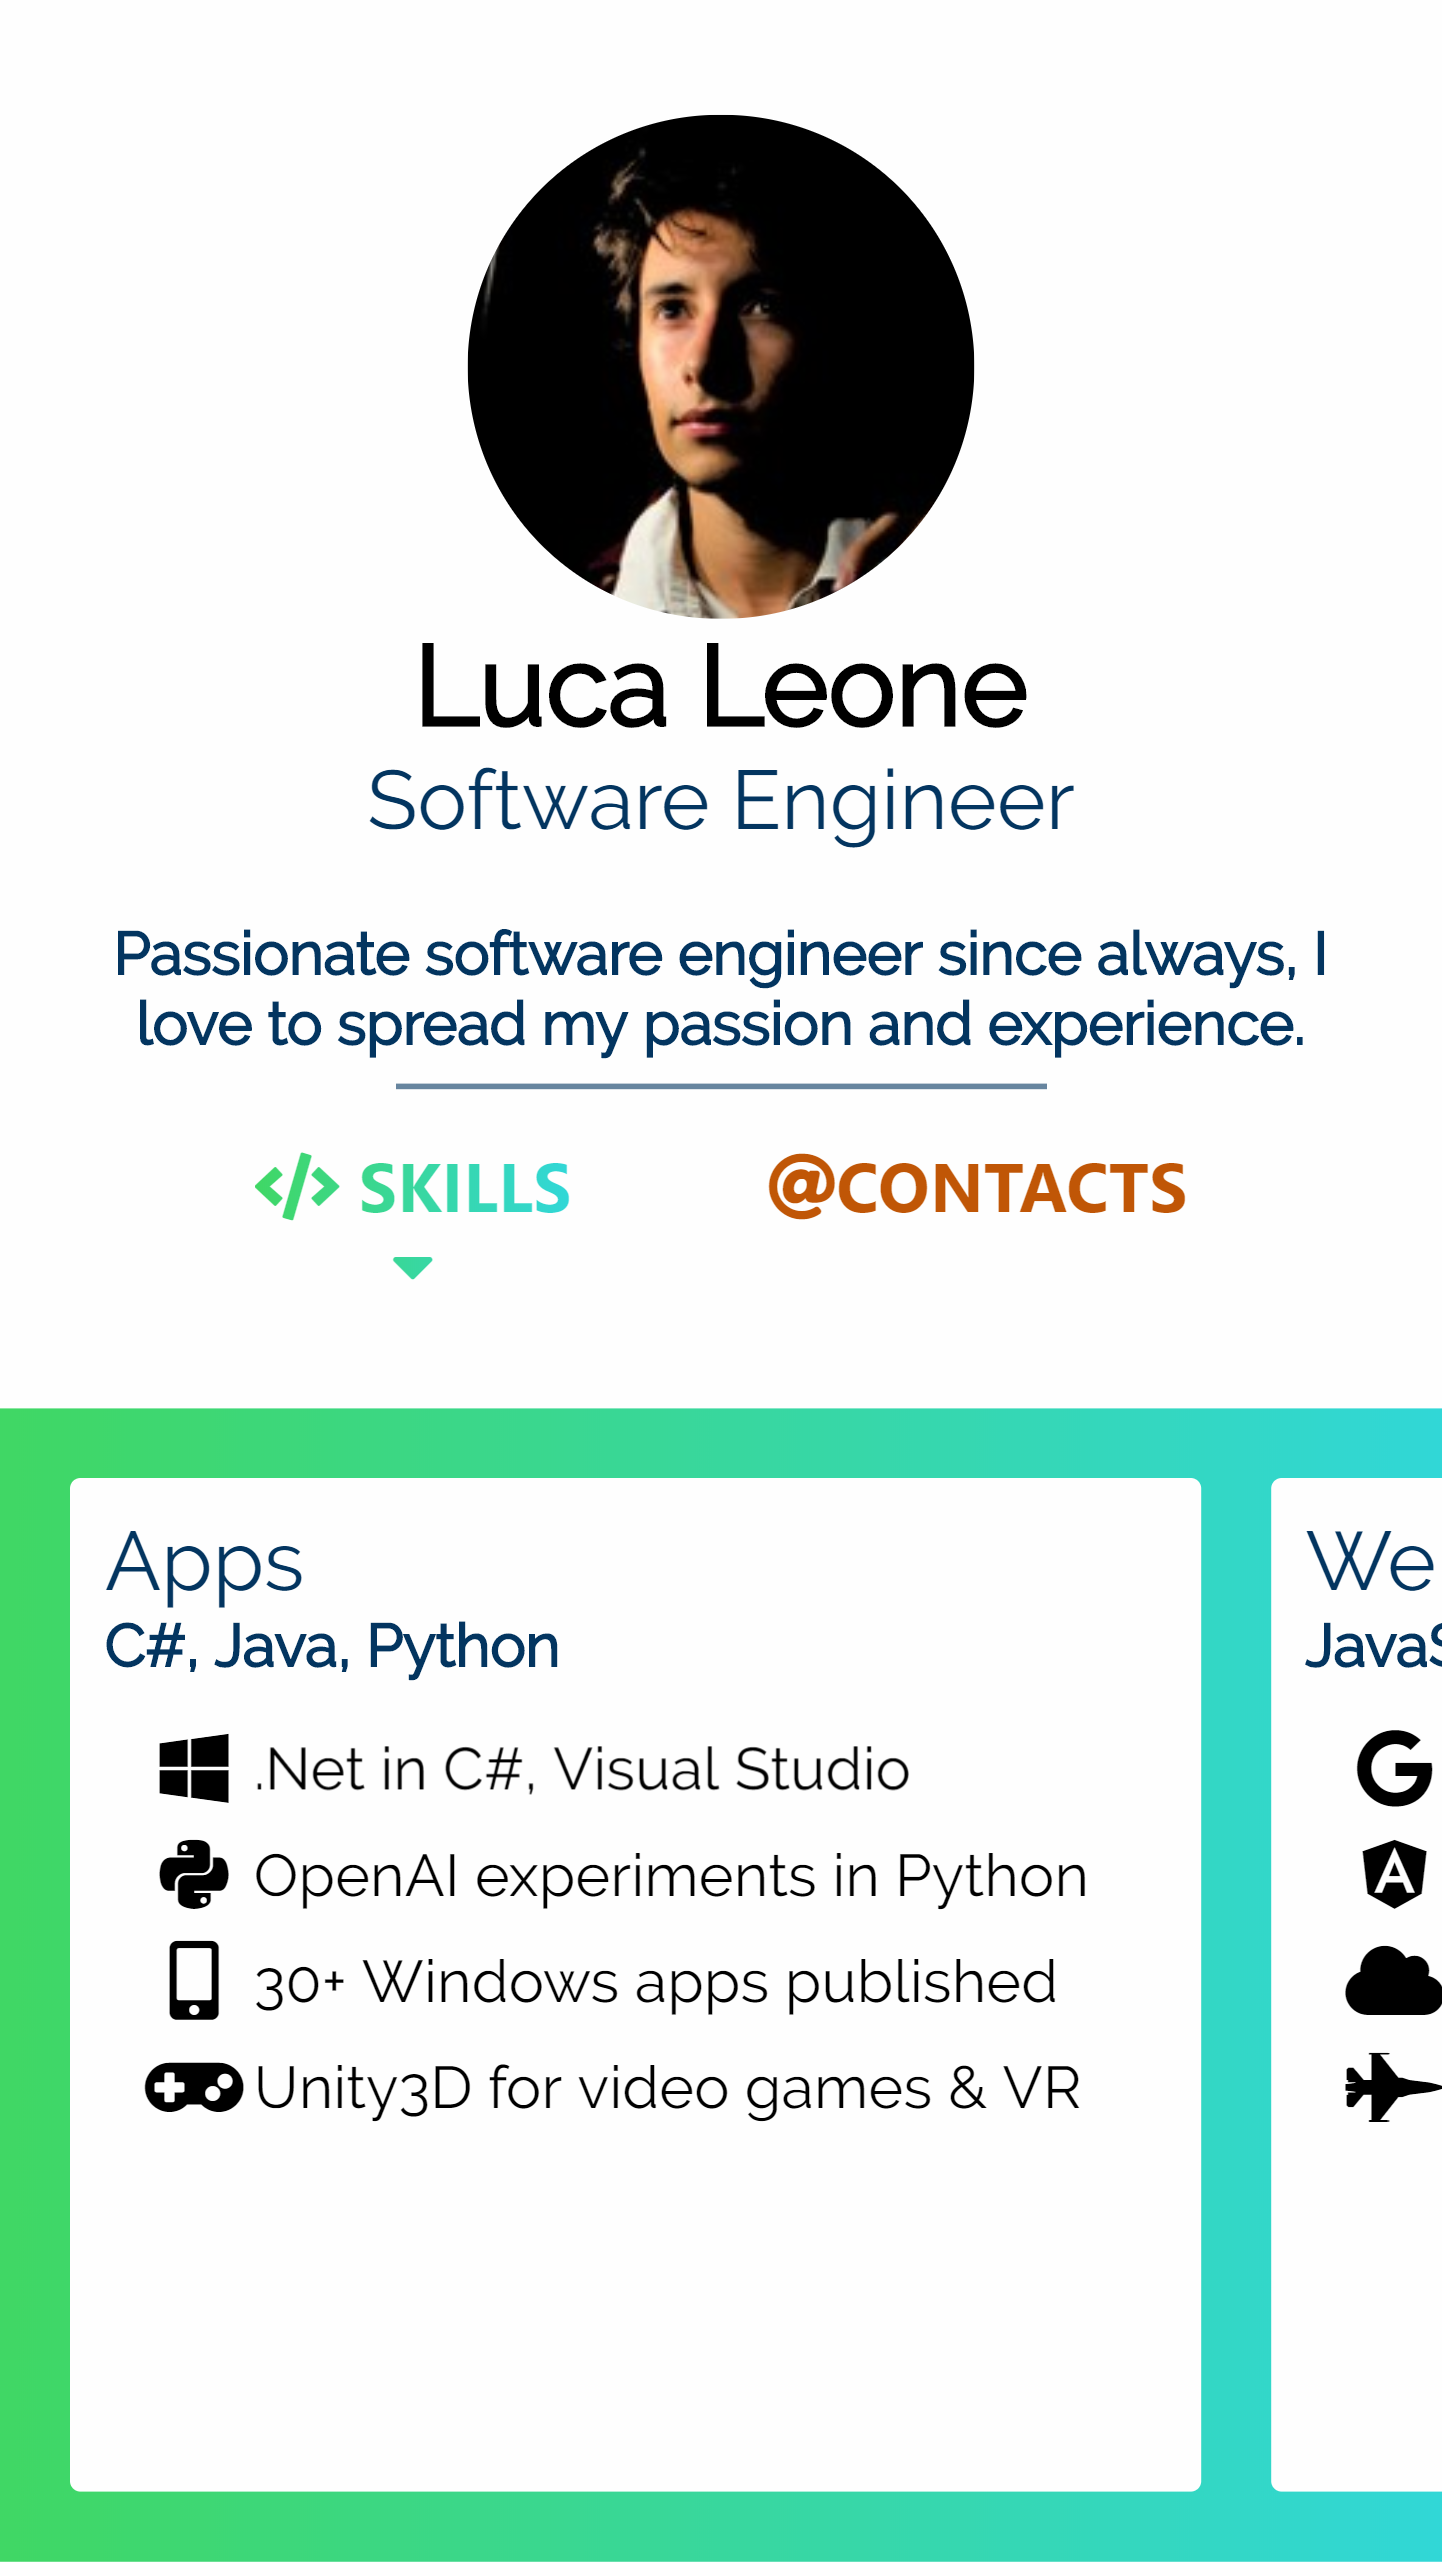 Luca Leone
Software Engineer
Passionate software engineer since always, I
love to spread my passion and experience.
</> SKILLS
@CONTACTS
Apps
C#, Java, Python
.Net in C#, Visual Studio
OpenAI experiments in Python
30+ Windows apps published
Unity3D for video games & VR
We
JavaS